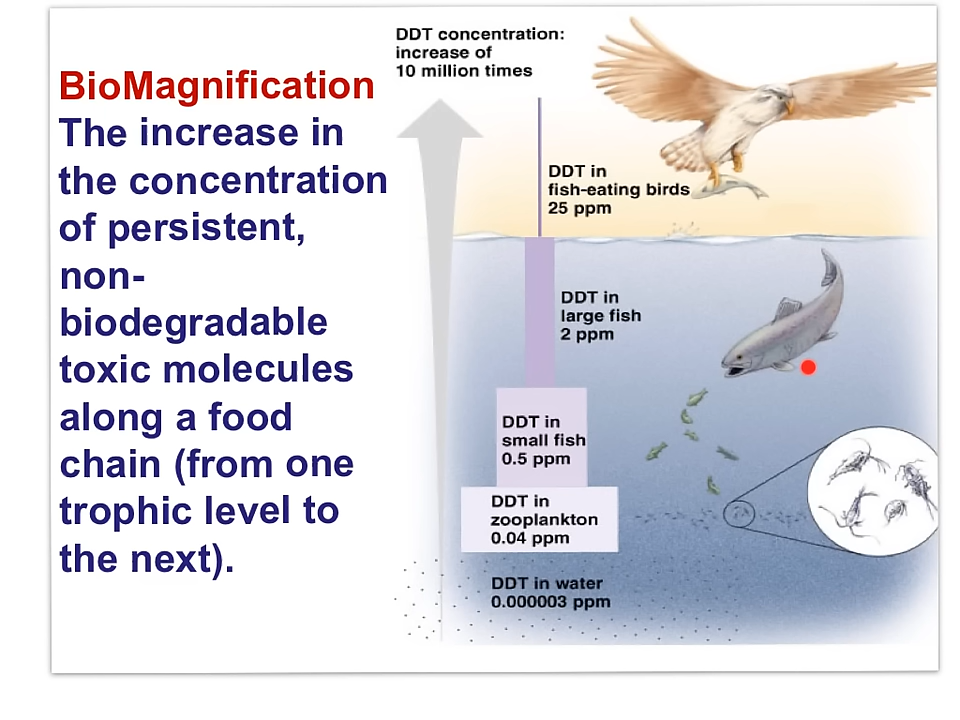 BioMagnification
The increase in
the concentration
of persistent,
non-
biodegradable
toxic molecules
along a food
chain (from one
trophic level to
the next).
DDT concentration:
increase of
10 million times
DDT in
fish-eating birds
25 ppm
DDT in
large fish
2 ppm
DDT in
small fish
0.5 ppm
DDT in
zooplankton
0.04 ppm
DDT in water
0.000003 ppm